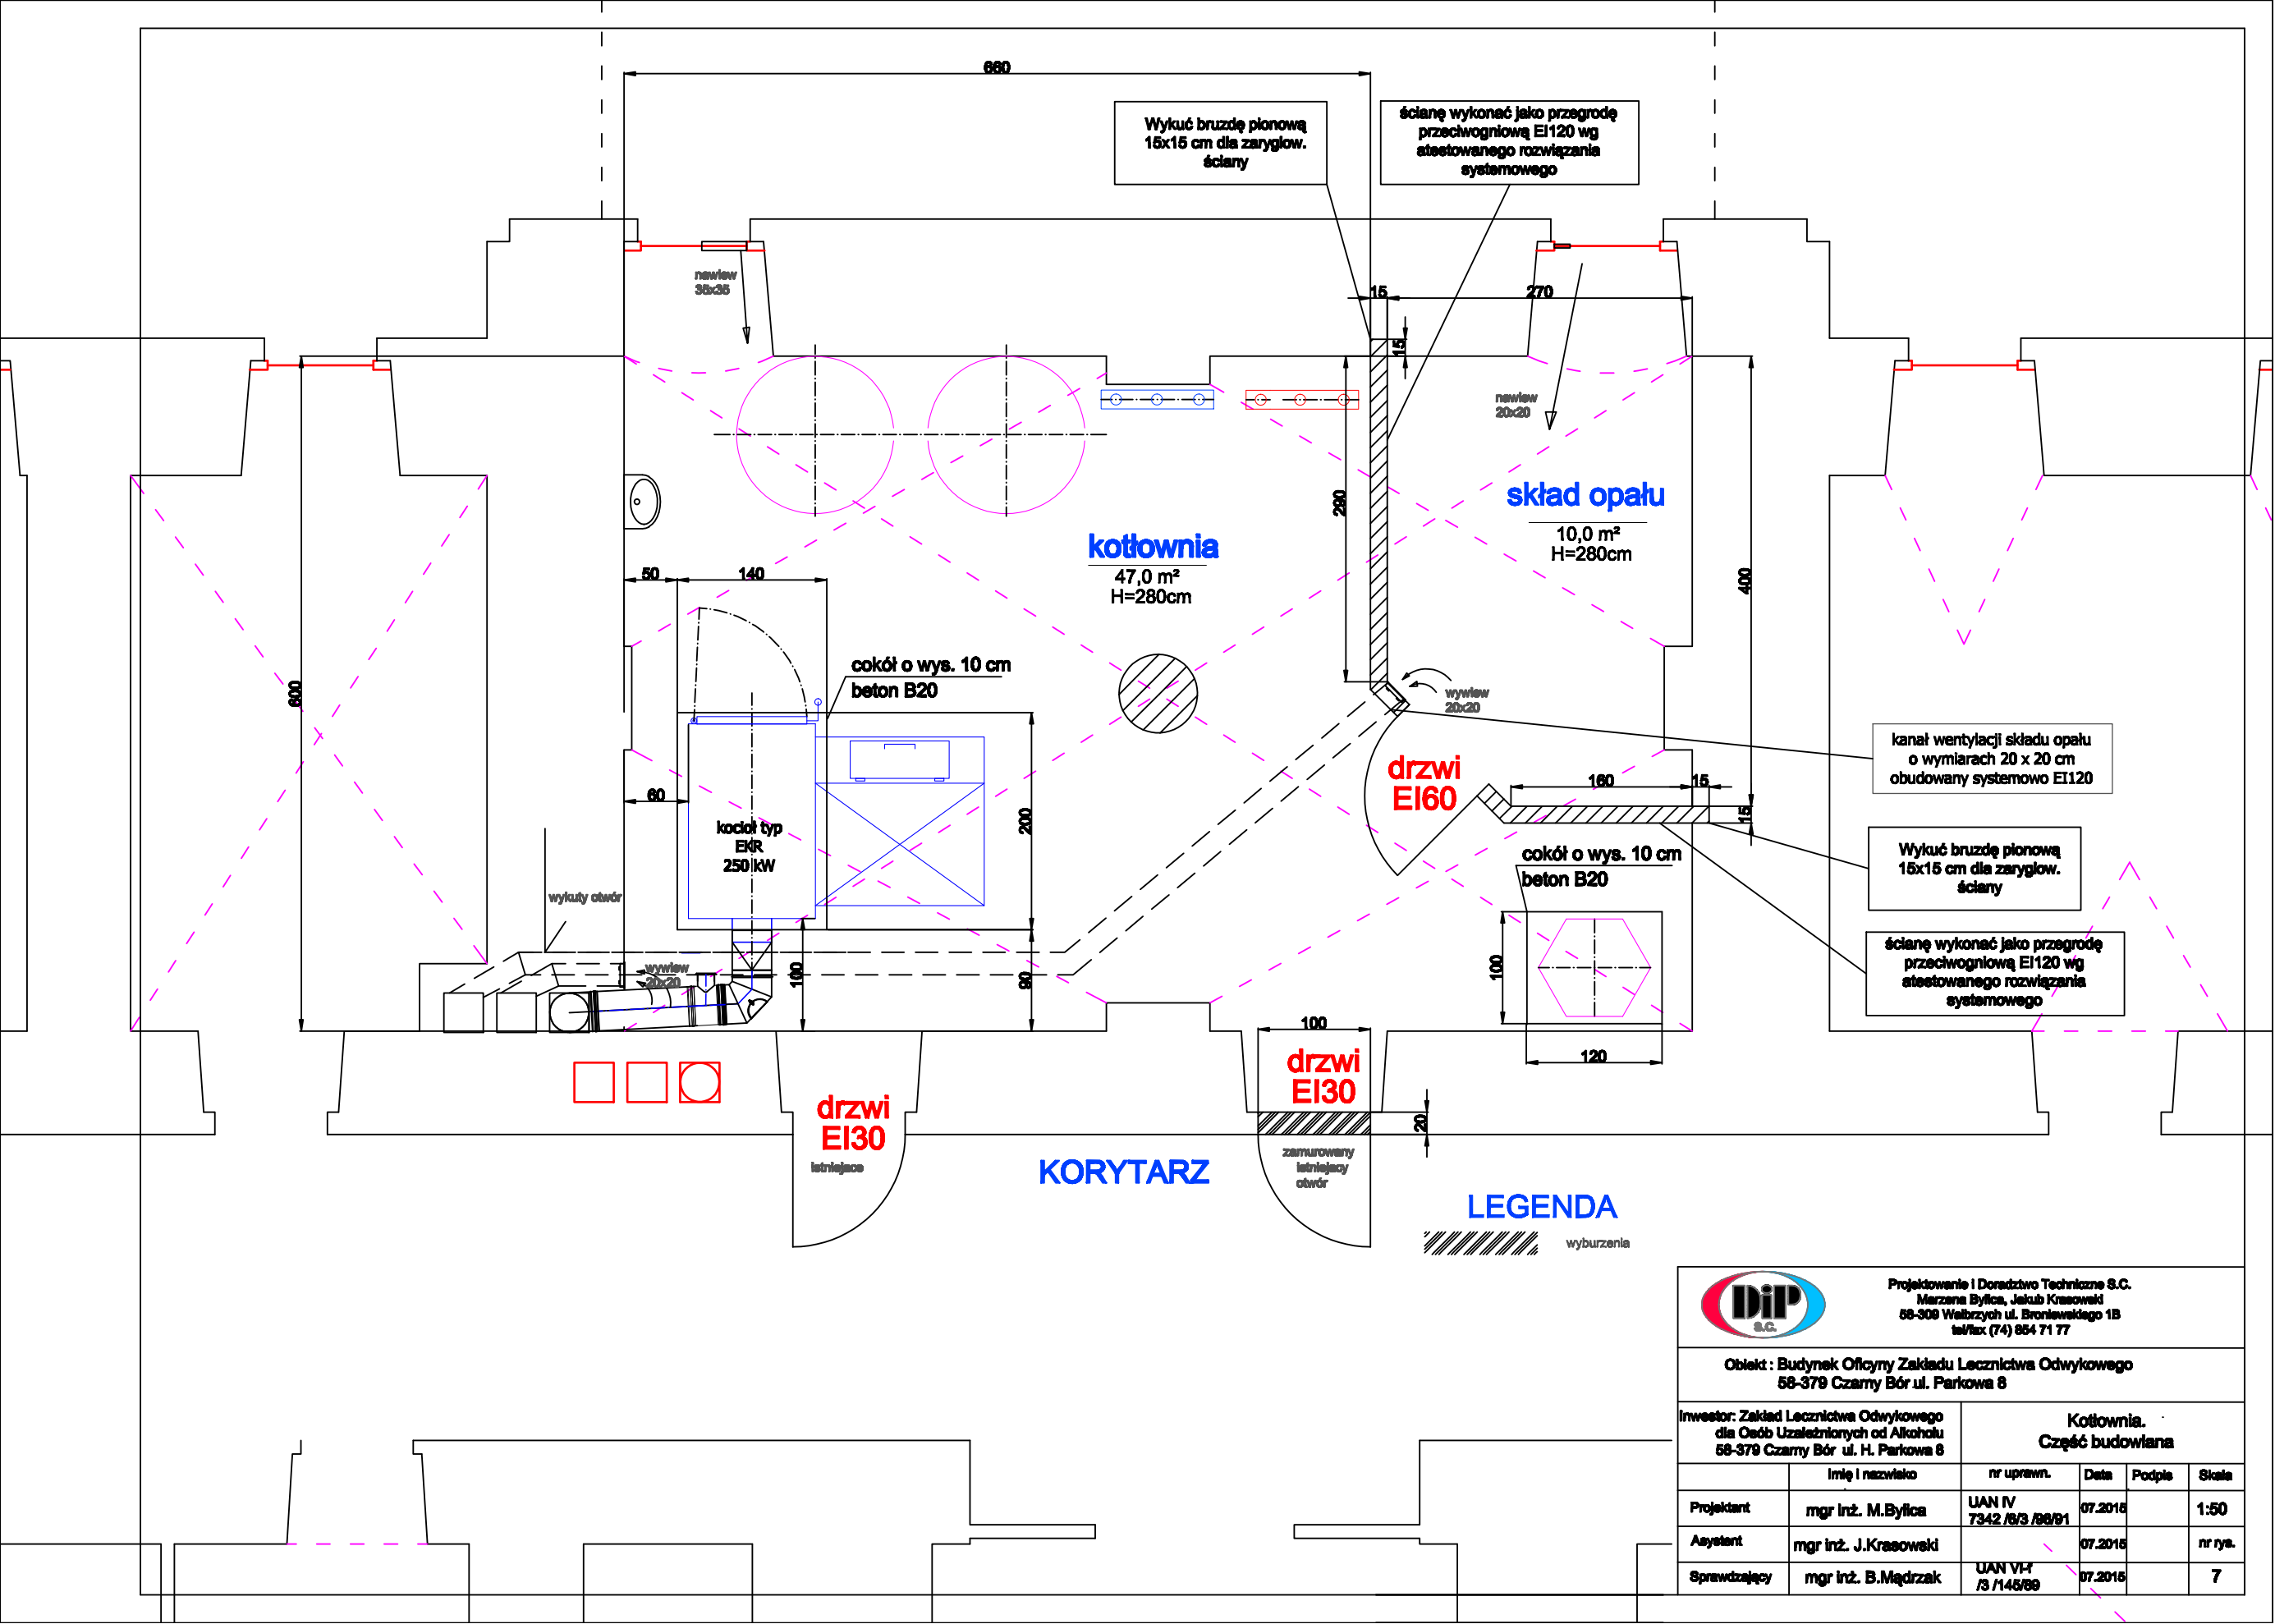 660
Wykuć bruzdę pionową
15x15 cm dla zaryglow.
ściany
ścianę wykonać jako przegrodę
przeciwogniową EI120 wg
atestowanego rozwiązania
systemowego
nawiew
35x35
15
270
15
nawiew
20x20
290
skład opału
10,0 m²
H=280cm
kotłownia
47,0 m²
H=280cm
50
140
400
600
cokół o wys. 10 cm
beton B20
wywiew
20x20
kanał wentylacji składu opału
o wymiarach 20 x 20 cm
obudowany systemowo EI120
drzwi
EI60
160
15
15
60
200
kocioł typ
EKR
250 kW
cokół o wys. 10 cm
beton B20
Wykuć bruzdę pionową
15x15 cm dla zaryglow.
ściany
wykuty otwór
ścianę wykonać jako przegrodę
przeciwogniową EI120 wg
atestowanego rozwiązania
systemowego
wywiew
20x20
100
90
100
120
100
drzwi
EI30
drzwi
EI30
istniejace
20
zamurowany
istniejacy
otwór
KORYTARZ
LEGENDA
wyburzenia
DiP
S.C.
Projektowanie i Doradztwo Techniczne S.C.
Marzena Byfica, Jakub Krasowski
58-309 Wałbrzych ul. Broniewskiego 1B
tel/fax (74) 854 71 77
Obiekt : Budynek Oficyny Zakładu Lecznictwa Odwykowego
58-379 Czarny Bór ul. Parkowa 8
Inwestor: Zakład Lecznictwa Odwykowego
dla Osób Uzależnionych od Alkoholu
58-379 Czarny Bór ul. H. Parkowa 8
Kotłownia.
Część budowlana
Imię i nazwisko nr uprawn. Data Podpis Skala
Projektant mgr inż. M.Byfica UAN IV 7342 /6/3 /98/91 07.2015 1:50
Asystent mgr inż. J.Krasowski 07.2015 nr rys.
Sprawdzający mgr inż. B.Mądrzak UAN VI-f /3 /145/89 07.2015 7